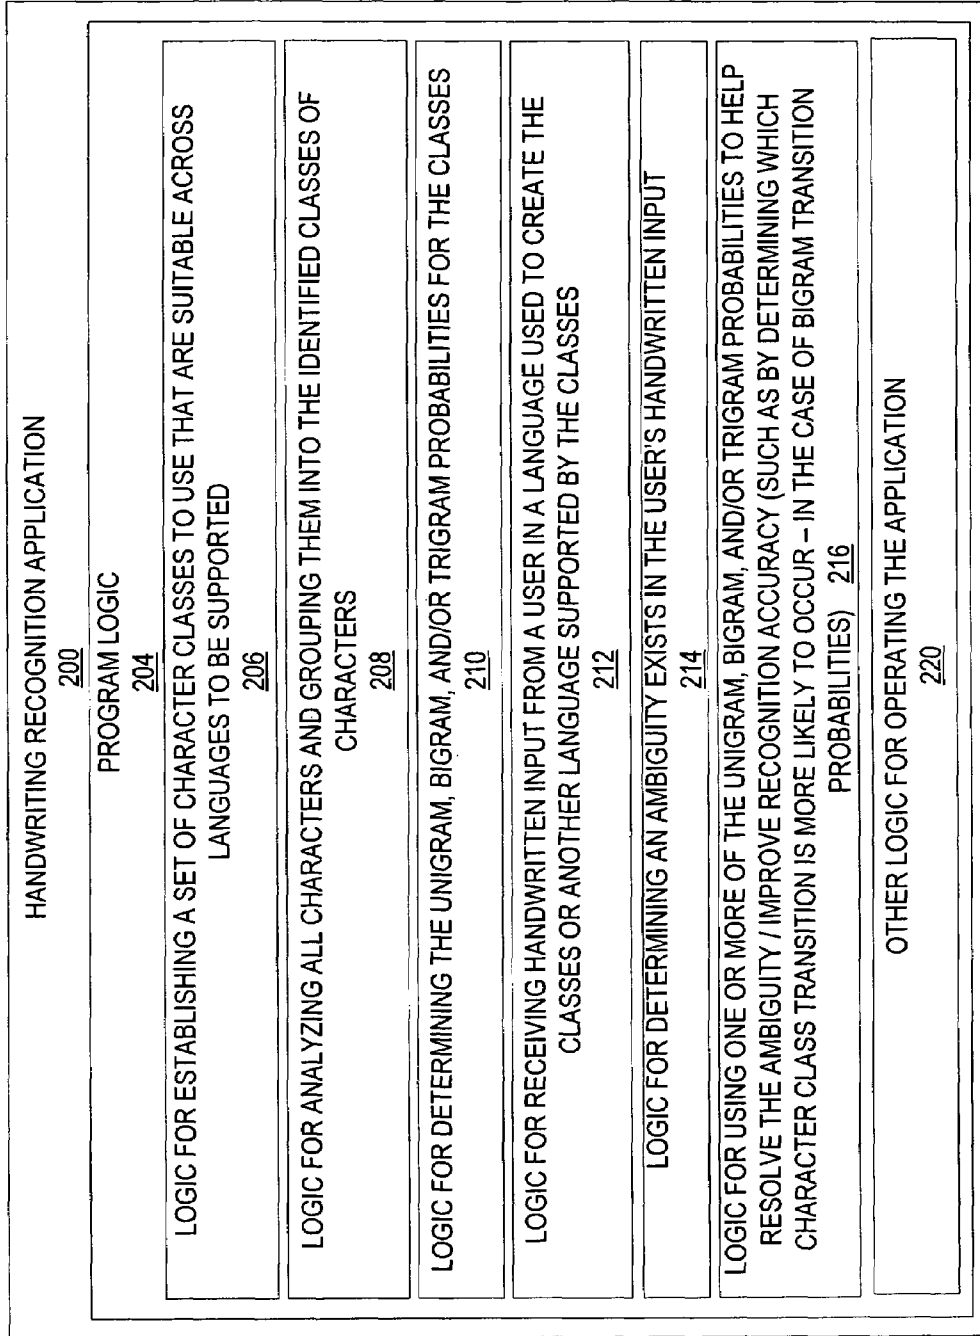 HANDWRITING RECOGNITION APPLICATION
200
PROGRAM LOGIC
204
LOGIC FOR ESTABLISHING A SET OF CHARACTER CLASSES TO USE THAT ARE SUITABLE ACROSS
LANGUAGES TO BE SUPPORTED
206
LOGIC FOR ANALYZING ALL CHARACTERS AND GROUPING THEM INTO THE IDENTIFIED CLASSES OF
CHARACTERS
208
LOGIC FOR DETERMINING THE UNIGRAM, BIGRAM, AND/OR TRIGRAM PROBABILITIES FOR THE CLASSES
210
LOGIC FOR RECEIVING HANDWRITTEN INPUT FROM A USER IN A LANGUAGE USED TO CREATE THE
CLASSES OR ANOTHER LANGUAGE SUPPORTED BY THE CLASSES
212
LOGIC FOR DETERMINING AN AMBIGUITY EXISTS IN THE USER'S HANDWRITTEN INPUT
214
LOGIC FOR USING ONE OR MORE OF THE UNIGRAM, BIGRAM, AND/OR TRIGRAM PROBABILITIES TO HELP
RESOLVE THE AMBIGUITY / IMPROVE RECOGNITION ACCURACY (SUCH AS BY DETERMINING WHICH
CHARACTER CLASS TRANSITION IS MORE LIKELY TO OCCUR – IN THE CASE OF BIGRAM TRANSITION
PROBABILITIES) 216
OTHER LOGIC FOR OPERATING THE APPLICATION
220